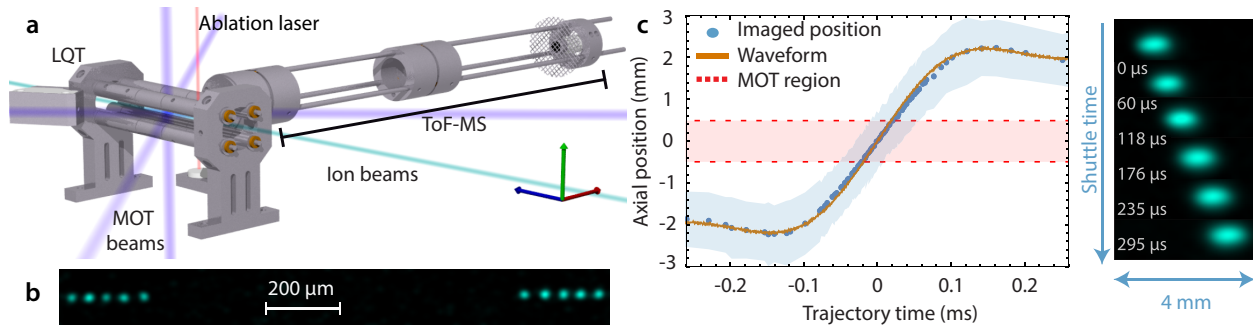 a
Ablation laser
LQT
ToF-MS
Ion beams
MOT
beams
b
200 μm
c
Imaged position
Waveform
MOT region
Axial position (mm)
3
2
1
0
-1
-2
-3
-0.2
-0.1
0
0.1
0.2
Trajectory time (ms)
Shuttle time
0 μs
60 μs
118 μs
176 μs
235 μs
295 μs
4 mm